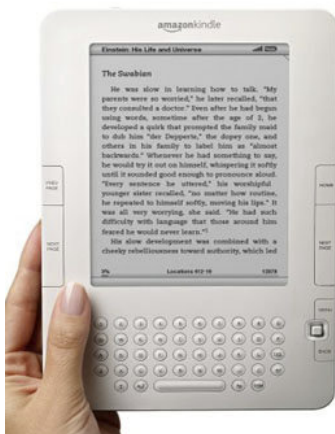 amazonkindle
Einstein: His Life and Universe
The Swabian
He was slow in learning how to talk. "My
parents were so worried," he later recalled, "that
they consulted a doctor." Even after he had begun
using words, sometime after the age of 2, he
developed a quirk that prompted the family maid
to dub him "der Depperte," the dopey one, and
others in his family to label him as "almost
backwards." Whenever he had something to say,
he would try it out on himself, whispering it softly
until it sounded good enough to pronounce aloud.
"Every sentence he uttered," his worshipful
younger sister recalled, "no matter how routine,
he repeated to himself softly, moving his lips." It
was all very worrying, she said. "He had such
difficulty with language that those around him
feared he would never learn."
His slow development was combined with a
cheeky rebelliousness toward authority, which led
Locations 412-18
PREV
PAGE
NEXT
PAGE
HOME
NEXT
PAGE
MENU
BACK